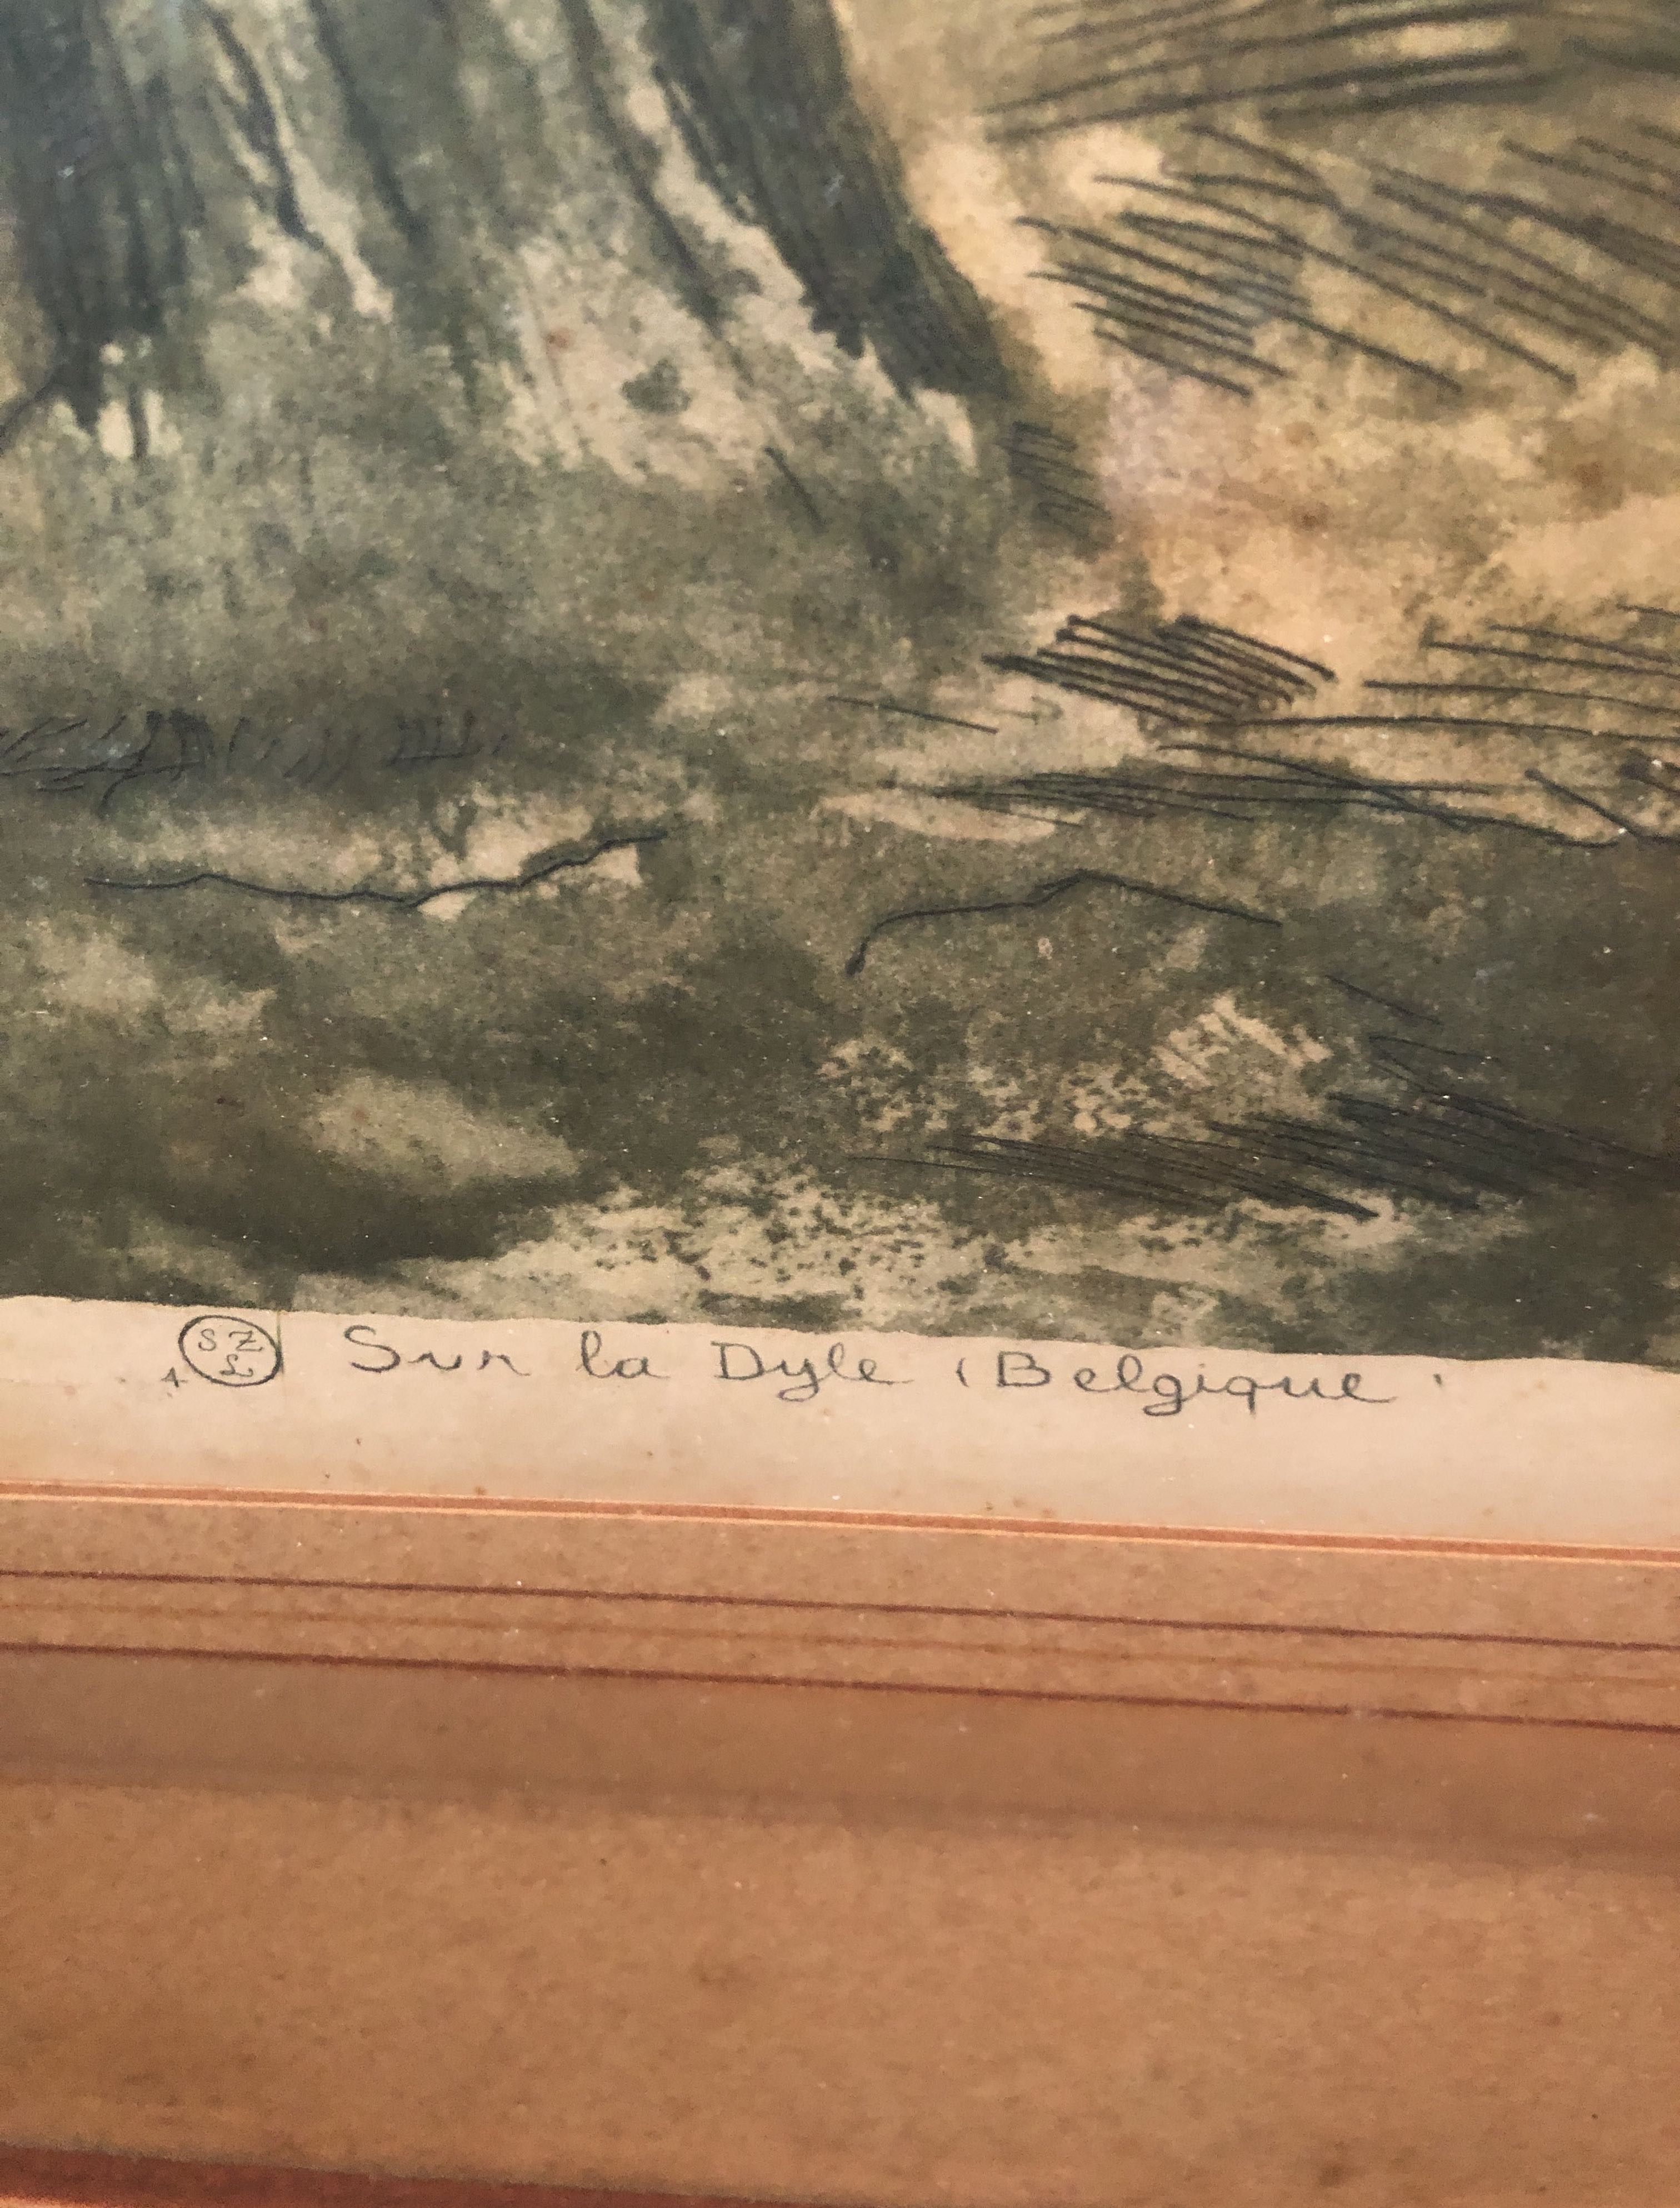 S Z
L
Sur la Dyle (Belgique)